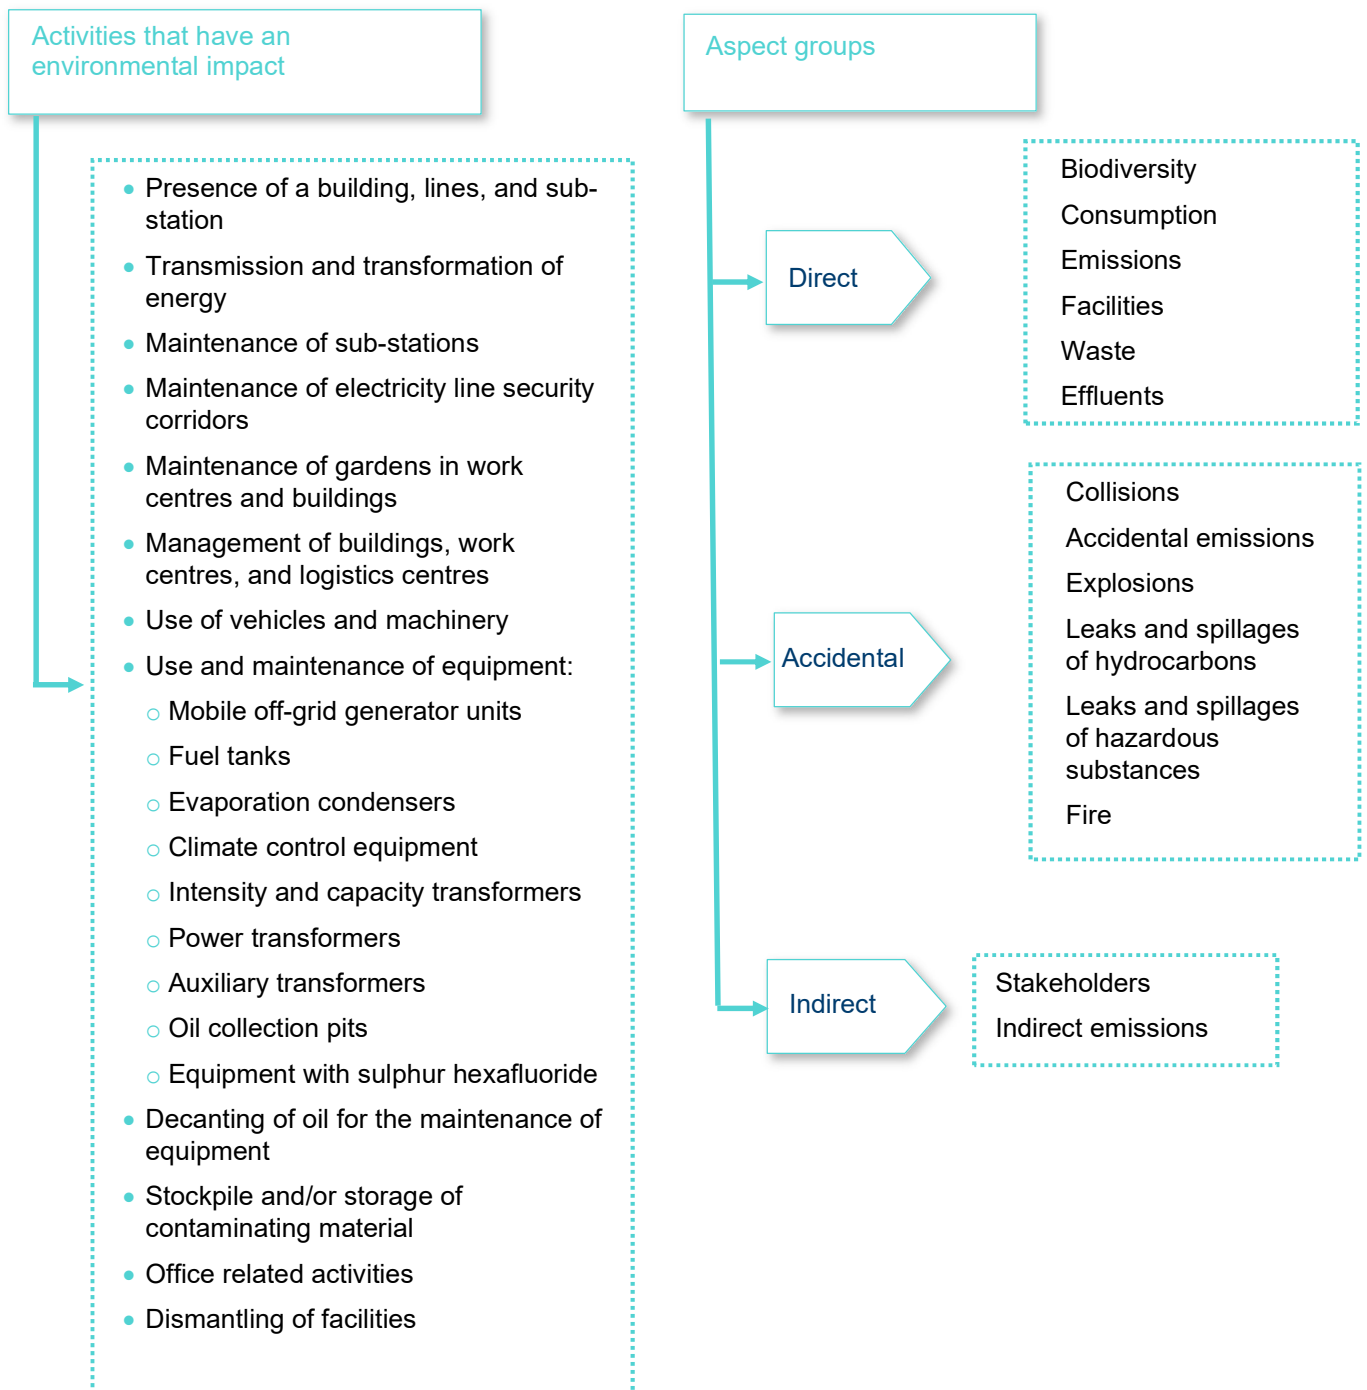 Activities that have an
environmental impact
• Presence of a building, lines, and sub-
station
• Transmission and transformation of
energy
• Maintenance of sub-stations
• Maintenance of electricity line security
corridors
• Maintenance of gardens in work
centres and buildings
• Management of buildings, work
centres, and logistics centres
• Use of vehicles and machinery
• Use and maintenance of equipment:
○ Mobile off-grid generator units
○ Fuel tanks
○ Evaporation condensers
○ Climate control equipment
○ Intensity and capacity transformers
○ Power transformers
○ Auxiliary transformers
○ Oil collection pits
○ Equipment with sulphur hexafluoride
• Decanting of oil for the maintenance of
equipment
• Stockpile and/or storage of
contaminating material
• Office related activities
• Dismantling of facilities
Aspect groups
Direct
Biodiversity
Consumption
Emissions
Facilities
Waste
Effluents
Accidental
Collisions
Accidental emissions
Explosions
Leaks and spillages
of hydrocarbons
Leaks and spillages
of hazardous
substances
Fire
Indirect
Stakeholders
Indirect emissions